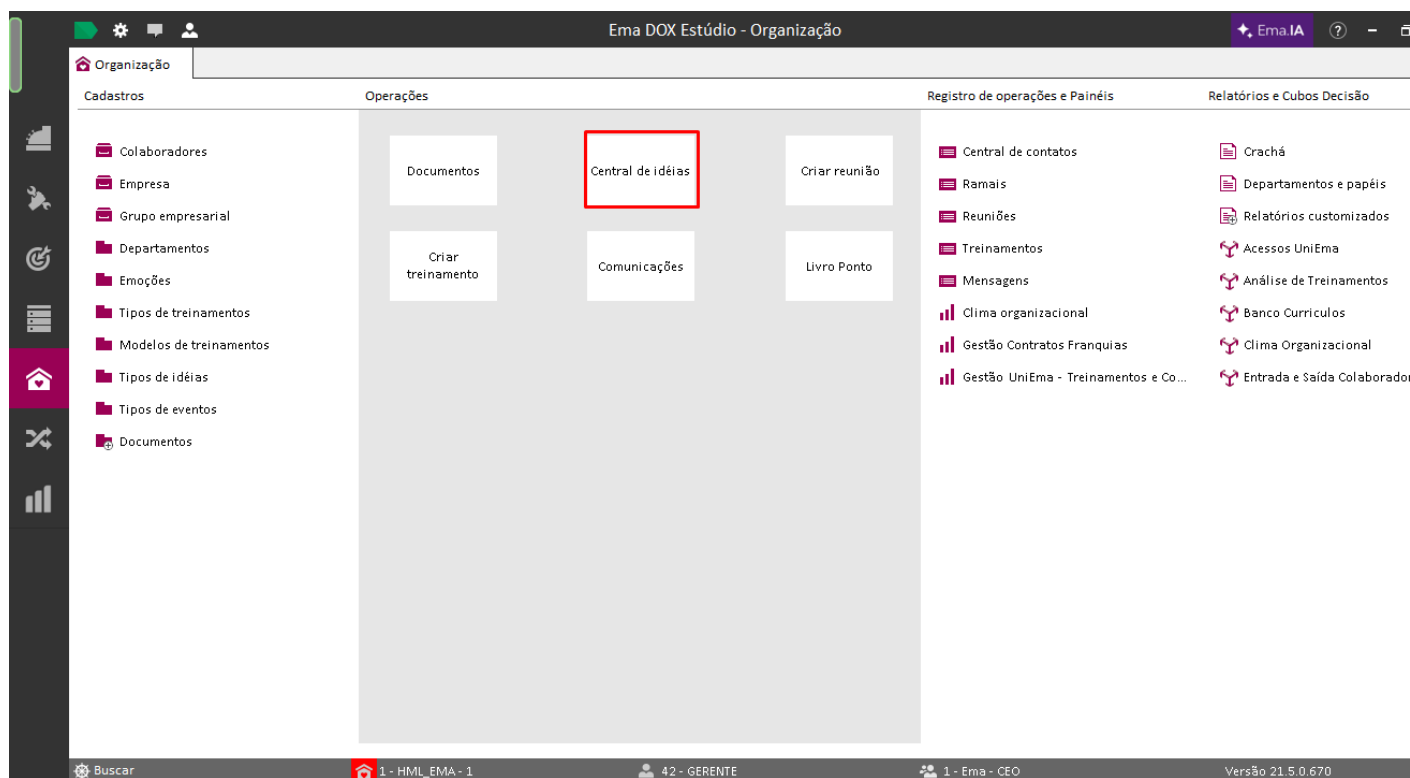 Ema DOX Estúdio - Organização
Ema.IA
?
Organização
Cadastros
Colaboradores
Empresa
Grupo empresarial
Departamentos
Emoções
Tipos de treinamentos
Modelos de treinamentos
Tipos de idéias
Tipos de eventos
Documentos
Operações
Documentos
Central de idéias
Criar reunião
Criar
treinamento
Comunicações
Livro Ponto
Registro de operações e Painéis
Central de contatos
Ramais
Reuniões
Treinamentos
Mensagens
Clima organizacional
Gestão Contratos Franquias
Gestão UniEma - Treinamentos e Co...
Relatórios e Cubos Decisão
Crachá
Departamentos e papéis
Relatórios customizados
Acessos UniEma
Análise de Treinamentos
Banco Curriculos
Clima Organizacional
Entrada e Saída Colaborador
Buscar
1 - HML_EMA - 1
42 - GERENTE
1 - Ema - CEO
Versão 21.5.0.670